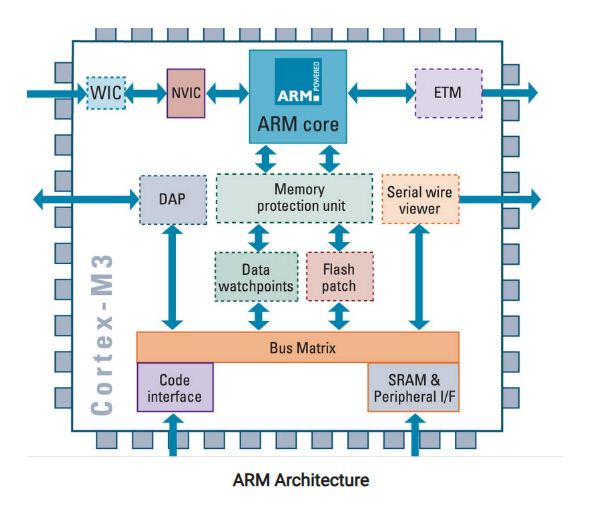 WIC
NVIC
ARM
POWERED
ARM core
ETM
DAP
Memory
protection unit
Serial wire
viewer
Data
watchpoints
Flash
patch
Cortex-M3
Bus Matrix
Code
interface
SRAM &
Peripheral I/F
ARM Architecture